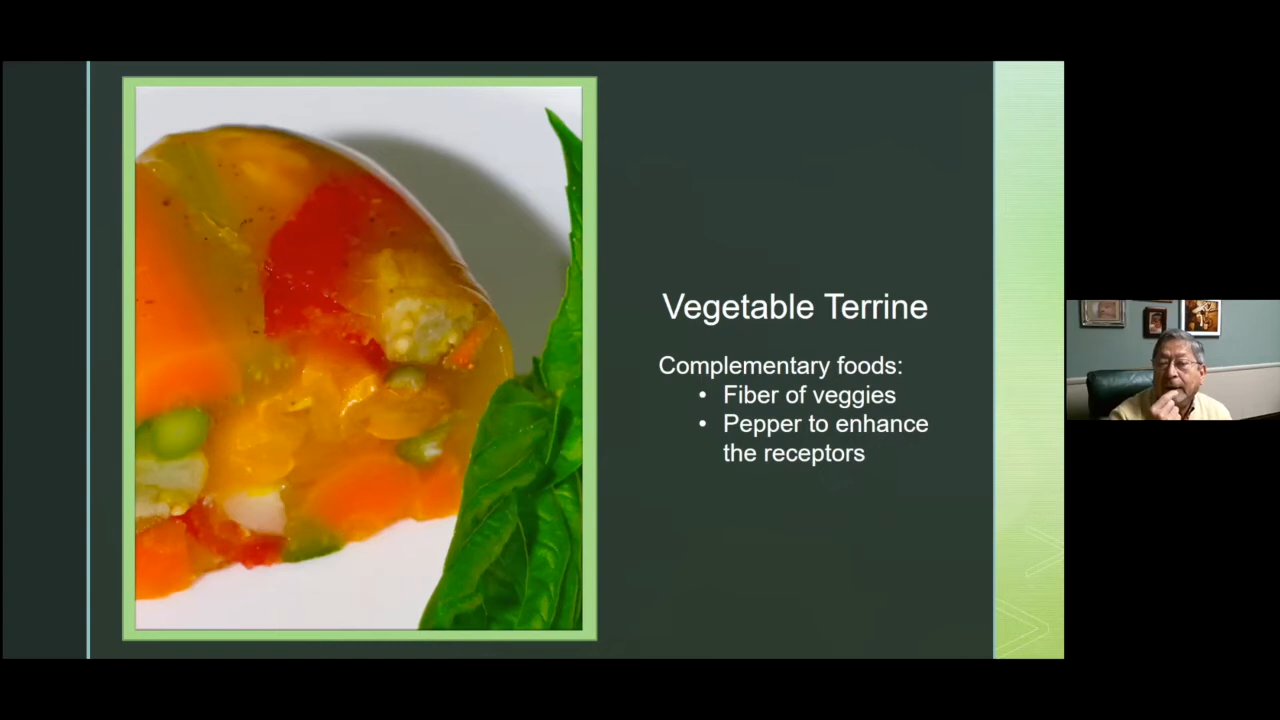 Vegetable Terrine
Complementary foods:
• Fiber of veggies
• Pepper to enhance
the receptors